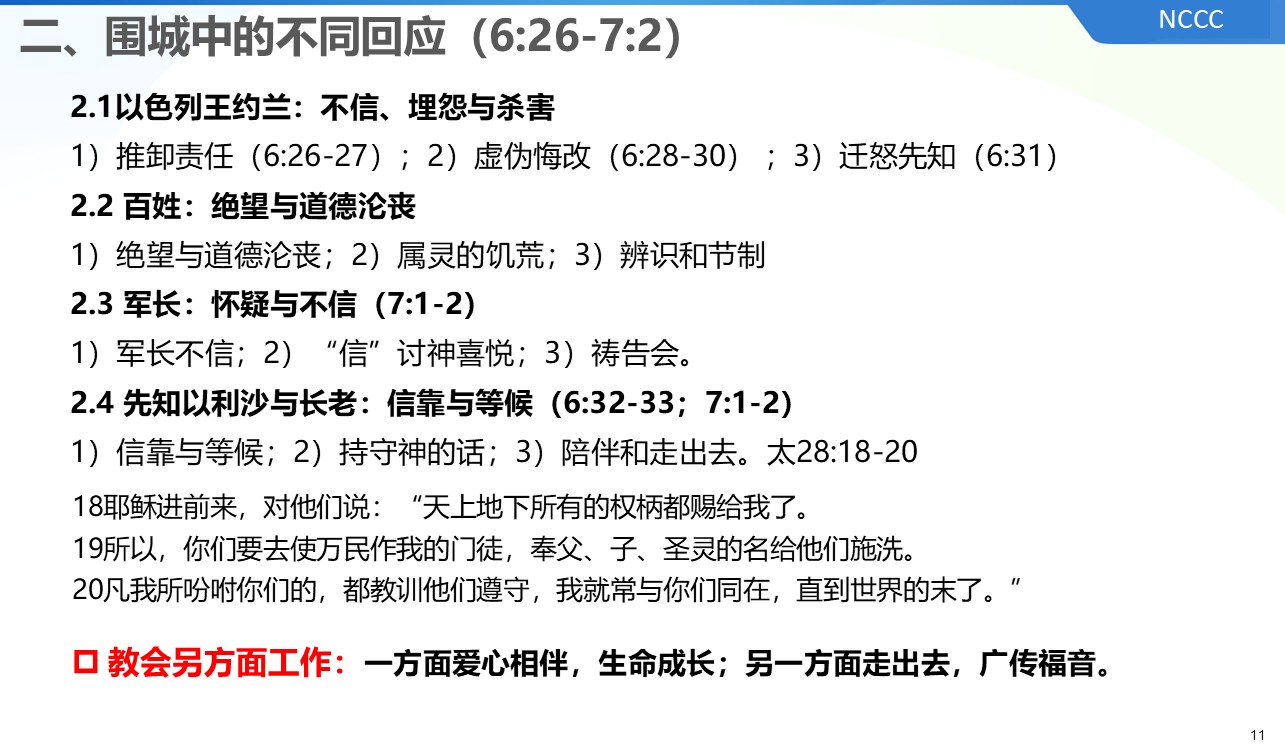 NCCC
二、围城中的不同回应（6:26-7:2）
2.1以色列王约兰：不信、埋怨与杀害
1）推卸责任（6:26-27）；2）虚伪悔改（6:28-30） ；3）迁怒先知（6:31）
2.2 百姓：绝望与道德沦丧
1）绝望与道德沦丧；2）属灵的饥荒；3）辨识和节制
2.3 军长：怀疑与不信（7:1-2）
1）军长不信；2）“信”讨神喜悦；3）祷告会。
2.4 先知以利沙与长老：信靠与等候（6:32-33；7:1-2）
1）信靠与等候；2）持守神的话；3）陪伴和走出去。太28:18-20
18耶稣进前来，对他们说：“天上地下所有的权柄都赐给我了。
19所以，你们要去使万民作我的门徒，奉父、子、圣灵的名给他们施洗。
20凡我所吩咐你们的，都教训他们遵守，我就常与你们同在，直到世界的末了。”
教会另方面工作：一方面爱心相伴，生命成长；另一方面走出去，广传福音。
11